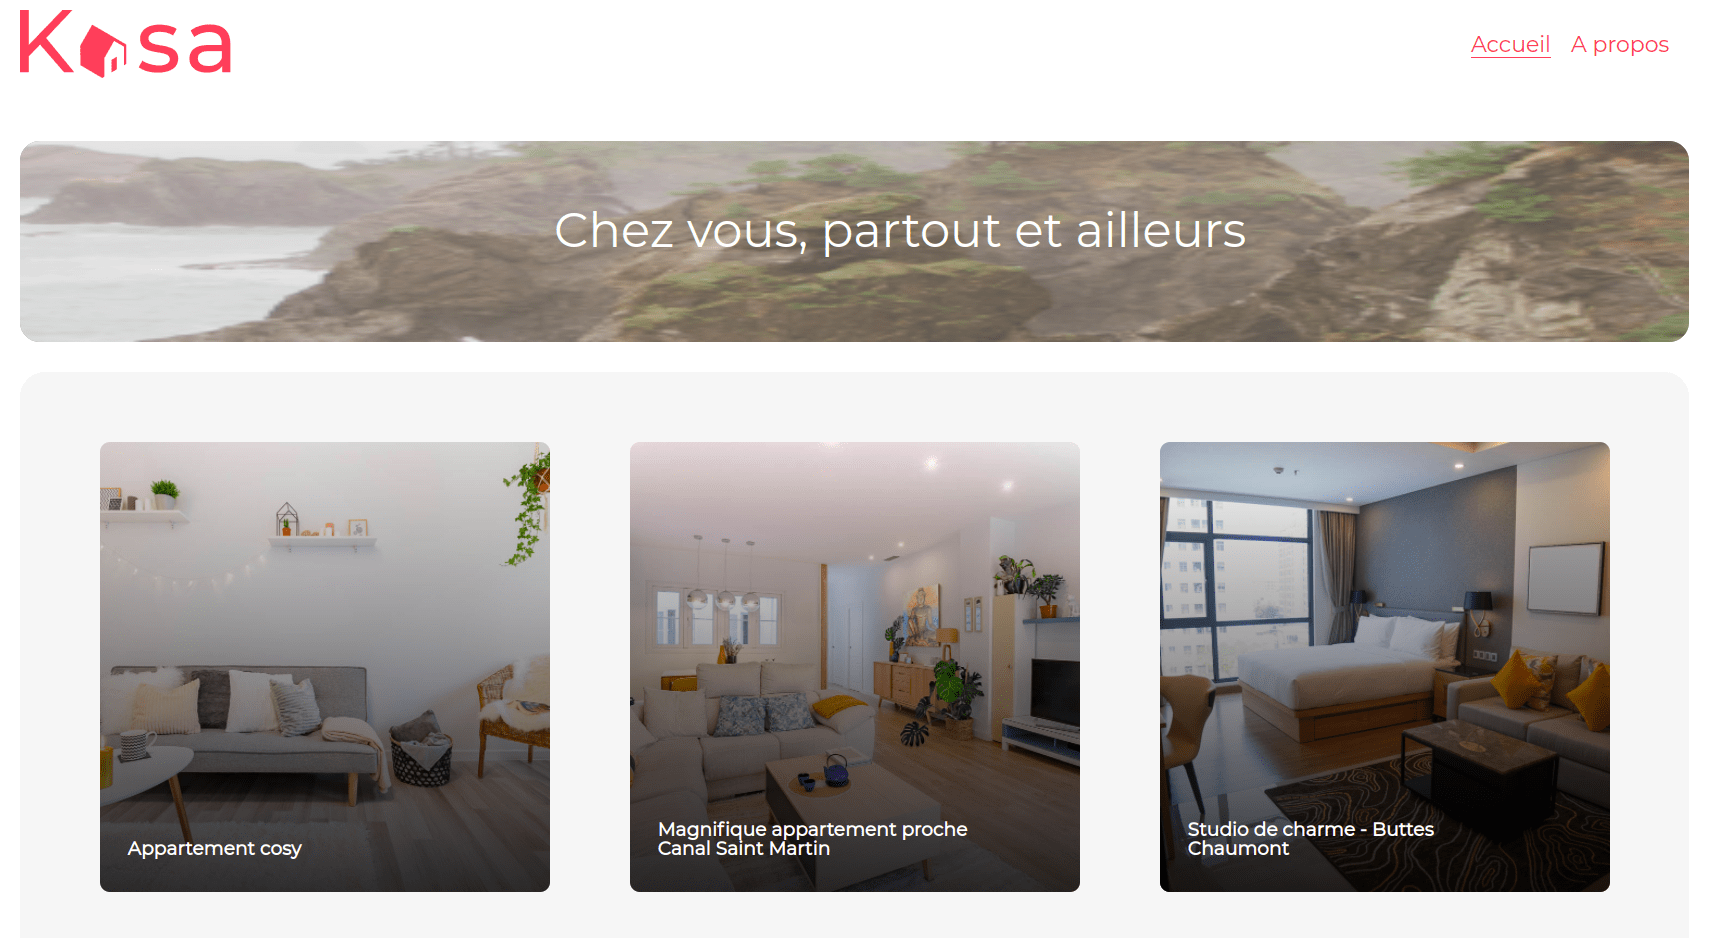 Kasa
Accueil A propos
Chez vous, partout et ailleurs
Appartement cosy
Magnifique appartement proche
Canal Saint Martin
Studio de charme - Buttes
Chaumont